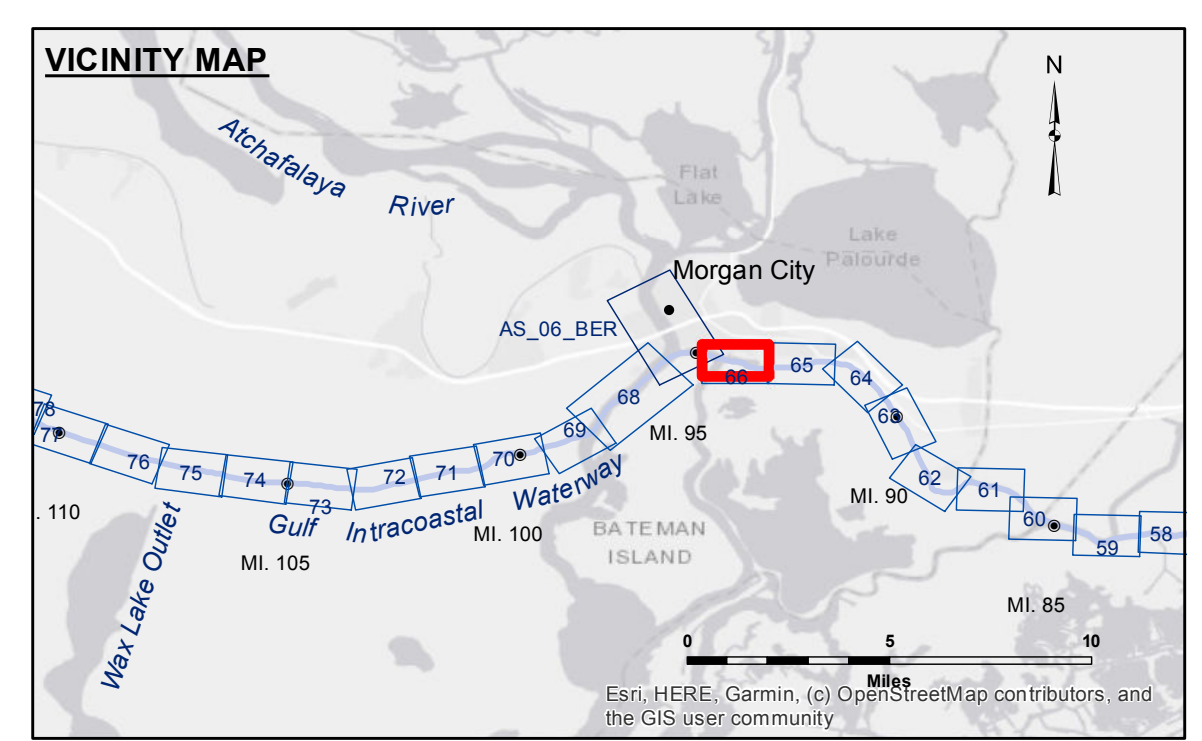 VICINITY MAP
N
Atchafalaya
River
Flat
Lake
Lake
Palourde
Morgan City
AS_06_BER
66
65
64
63
62
61
60
59
58
68
69
70
71
72
73
74
75
76
77
78
MI. 95
MI. 90
MI. 85
MI. 100
MI. 105
. 110
Gulf Intracoastal Waterway
Wax Lake Outlet
BATEMAN
ISLAND
0 5 10
Miles
Esri, HERE, Garmin, (c) OpenStreetMap contributors, and
the GIS user community